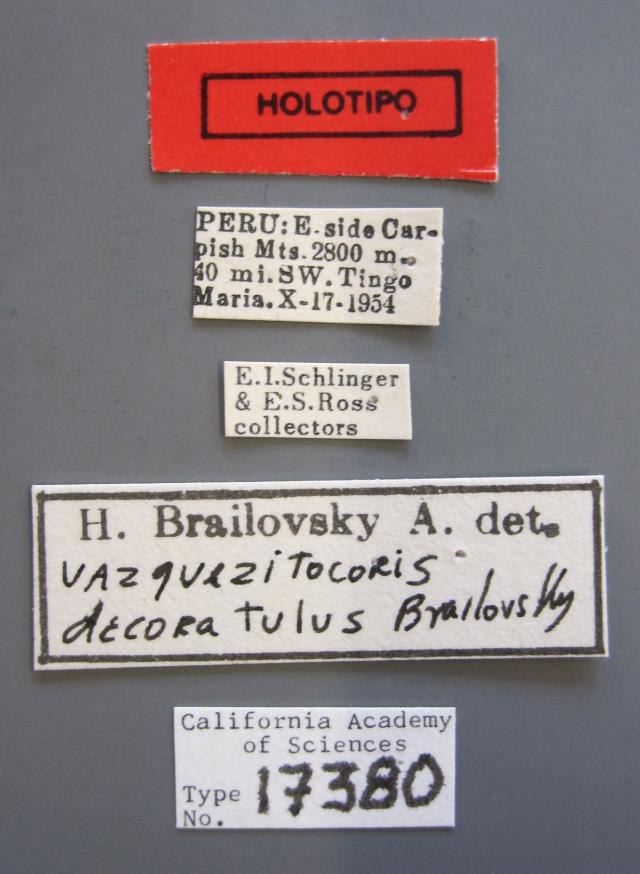 HOLOTIPO
PERU: E. side Car-
pish Mts. 2800 m.
40 mi. SW. Tingo
Maria. X-17-1954
E.I.Schlinger
& E.S.Ross
collectors
H. Brailovsky A. det.
vazquezitocoris
decoratulus Brailovsky
California Academy
of Sciences
Type No. 17380